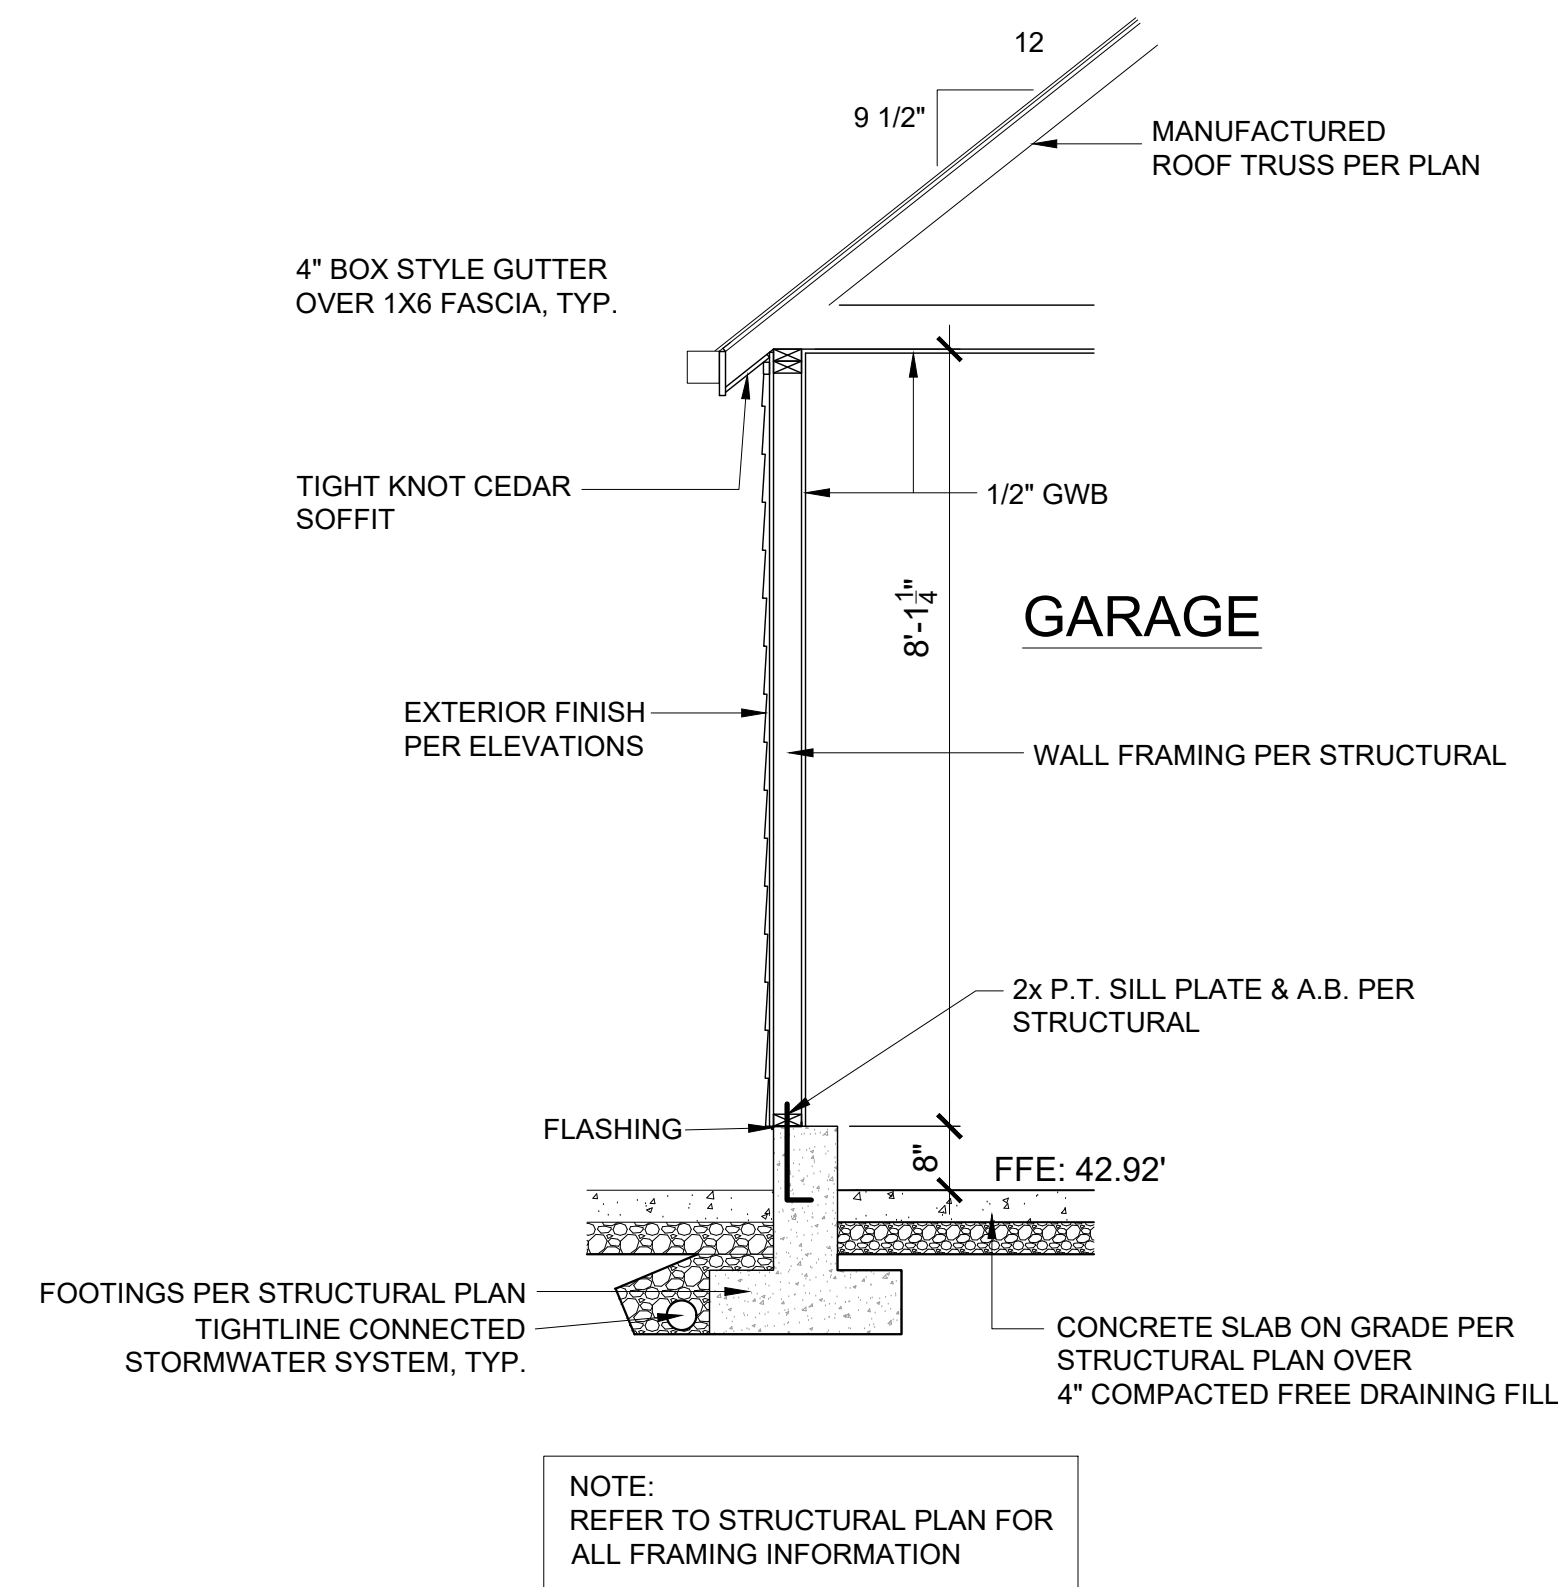 12
9 1/2"
MANUFACTURED
ROOF TRUSS PER PLAN
4" BOX STYLE GUTTER
OVER 1X6 FASCIA, TYP.
TIGHT KNOT CEDAR
SOFFIT
1/2" GWB
8'-1 1/4"
GARAGE
EXTERIOR FINISH
PER ELEVATIONS
WALL FRAMING PER STRUCTURAL
2x P.T. SILL PLATE & A.B. PER
STRUCTURAL
FLASHING
8"
FFE: 42.92'
FOOTINGS PER STRUCTURAL PLAN
TIGHTLINE CONNECTED
STORMWATER SYSTEM, TYP.
CONCRETE SLAB ON GRADE PER
STRUCTURAL PLAN OVER
4" COMPACTED FREE DRAINING FILL
NOTE:
REFER TO STRUCTURAL PLAN FOR
ALL FRAMING INFORMATION